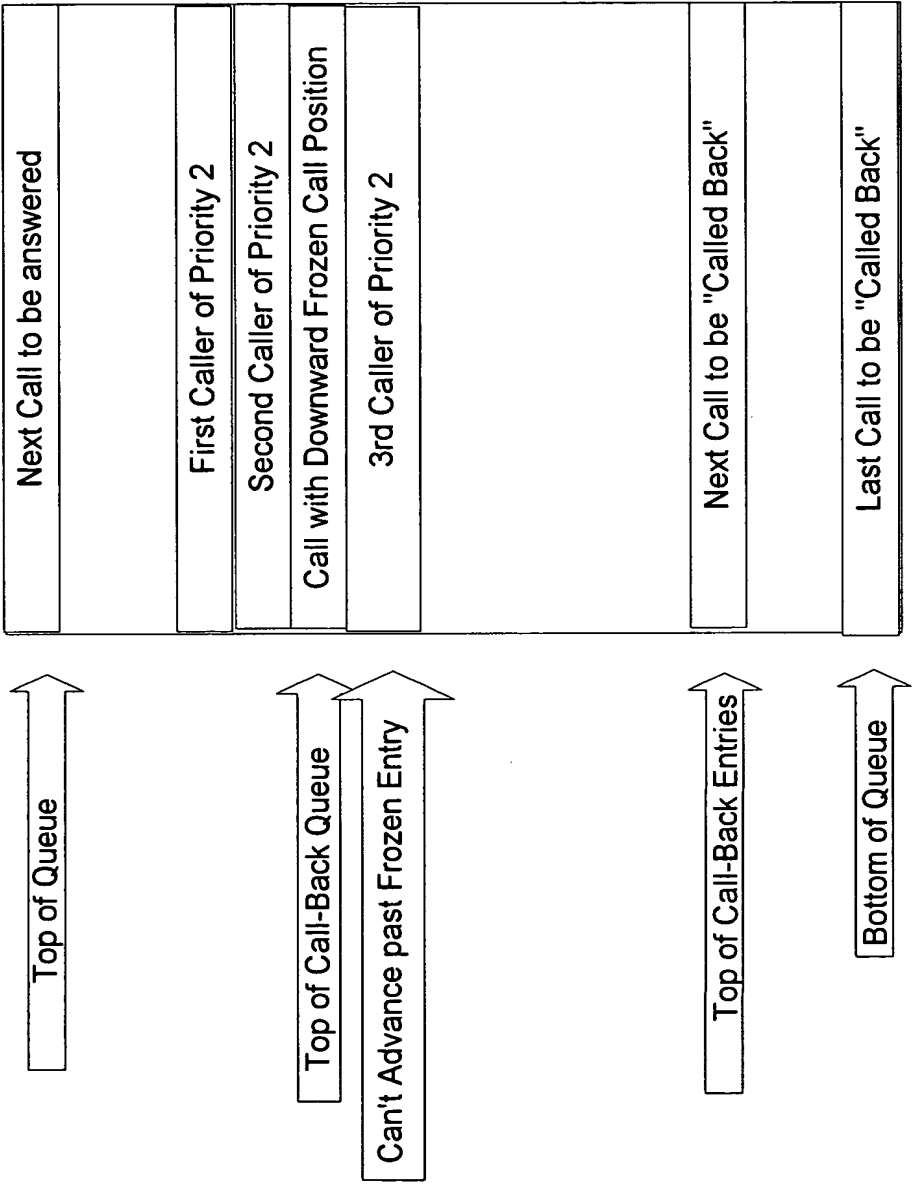 Next Call to be answered
First Caller of Priority 2
Second Caller of Priority 2
Call with Downward Frozen Call Position
3rd Caller of Priority 2
Next Call to be "Called Back"
Last Call to be "Called Back"
Top of Queue
Top of Call-Back Queue
Can't Advance past Frozen Entry
Top of Call-Back Entries
Bottom of Queue